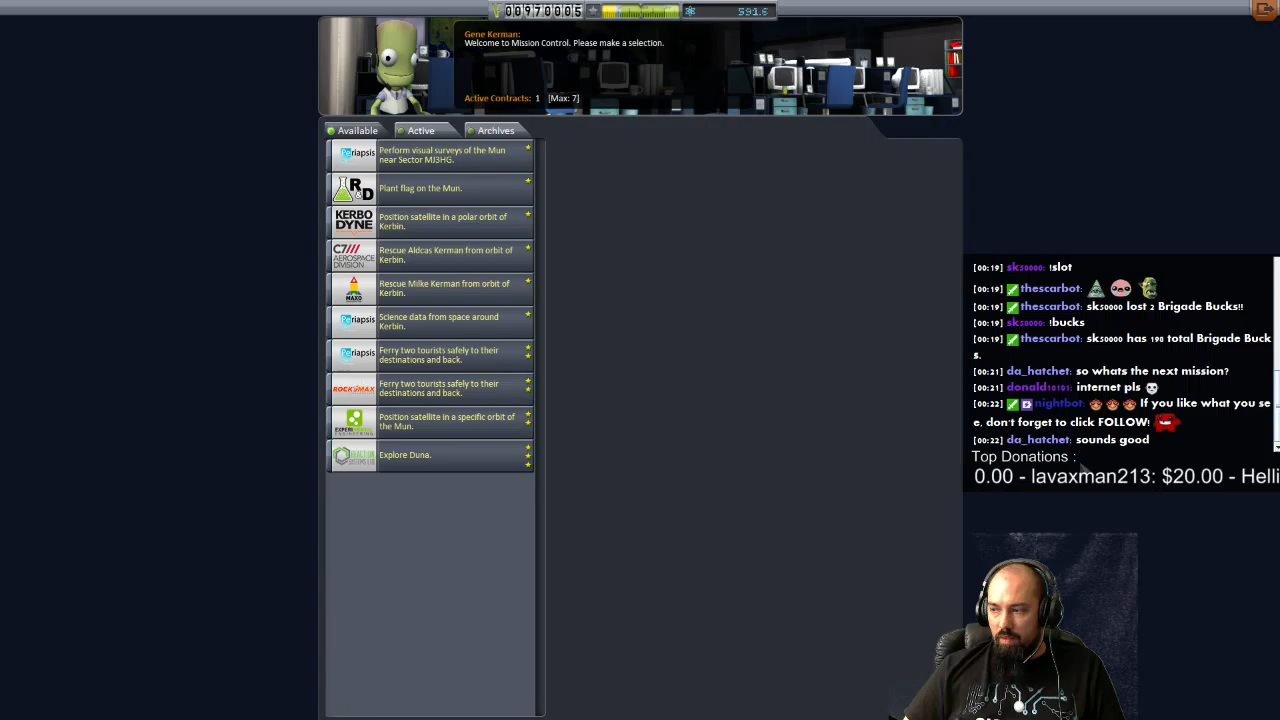 00970005
591.6
Gene Kerman:
Welcome to Mission Control. Please make a selection.
Active Contracts: 1 [Max: 7]
Available
Active
Archives
Periapsis
Perform visual surveys of the Mun
near Sector MJ3HG.
R&D
Plant flag on the Mun.
KERBO
DYNE
Position satellite in a polar orbit of
Kerbin.
C7///
AEROSPACE
DIVISION
Rescue Aldcas Kerman from orbit of
Kerbin.
MAXO
Rescue Milke Kerman from orbit of
Kerbin.
Periapsis
Science data from space around
Kerbin.
Periapsis
Ferry two tourists safely to their
destinations and back.
ROCKOMAX
Ferry two tourists safely to their
destinations and back.
Position satellite in a specific orbit of
the Mun.
REACTION
SYSTEMS LTD
Explore Duna.
[00:19] sk50000: !slot
[00:19] thescarbot:
[00:19] thescarbot: sk50000 lost 2 Brigade Bucks!!
[00:19] sk50000: !bucks
[00:19] thescarbot: sk50000 has 198 total Brigade Buck
s.
[00:21] da_hatchet: so whats the next mission?
[00:21] donald10101: internet pls
[00:22] nightbot: If you like what you se
e, don't forget to click FOLLOW!
[00:22] da_hatchet: sounds good
Top Donations :
0.00 - lavaxman213: $20.00 - Helli